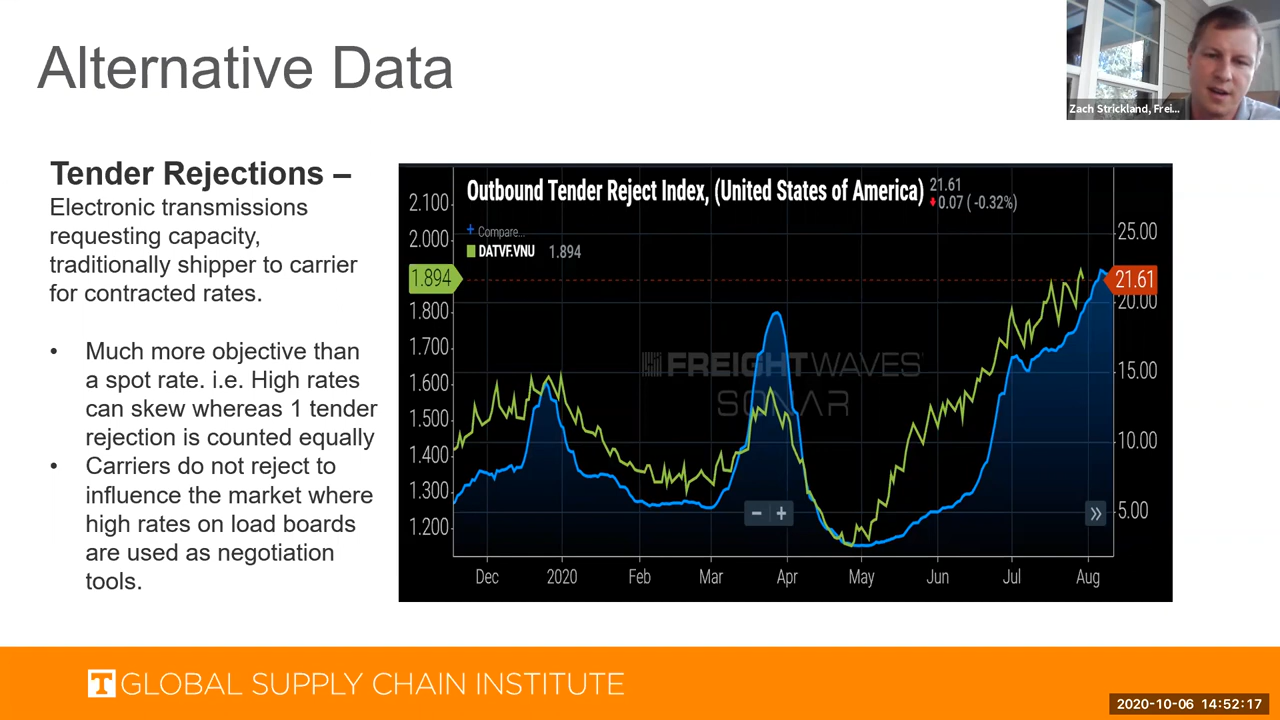 Alternative Data
Zach Strickland, Frei...
Tender Rejections –
Electronic transmissions
requesting capacity,
traditionally shipper to carrier
for contracted rates.
• Much more objective than
a spot rate. i.e. High rates
can skew whereas 1 tender
rejection is counted equally
• Carriers do not reject to
influence the market where
high rates on load boards
are used as negotiation
tools.
Outbound Tender Reject Index, (United States of America)
21.61
0.07 ( -0.32%)
+ Compare...
DATVF.VNU 1.894
2.100
2.000
1.894
1.800
1.700
1.600
1.500
1.400
1.300
1.200
25.00
21.61
20.00
15.00
10.00
5.00
FREIGHTWAVES
SONAR
− +
»
Dec 2020 Feb Mar Apr May Jun Jul Aug
T GLOBAL SUPPLY CHAIN INSTITUTE
2020-10-06 14:52:17